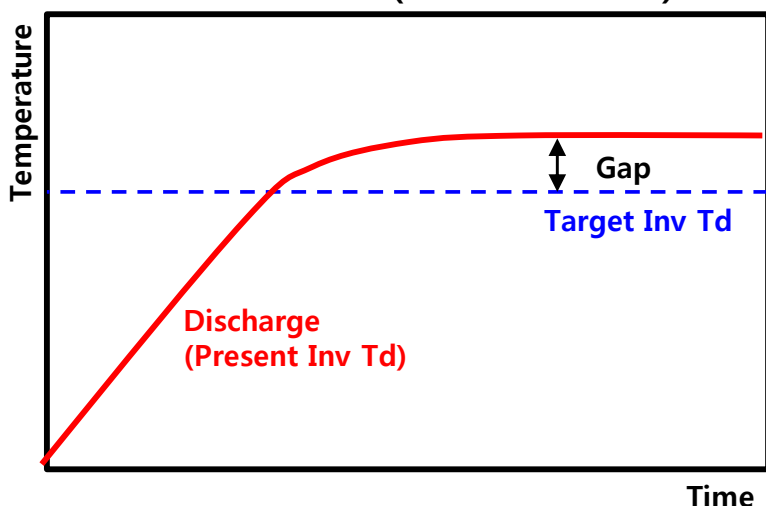 Temperature
Gap
Target Inv Td
Discharge
(Present Inv Td)
Time